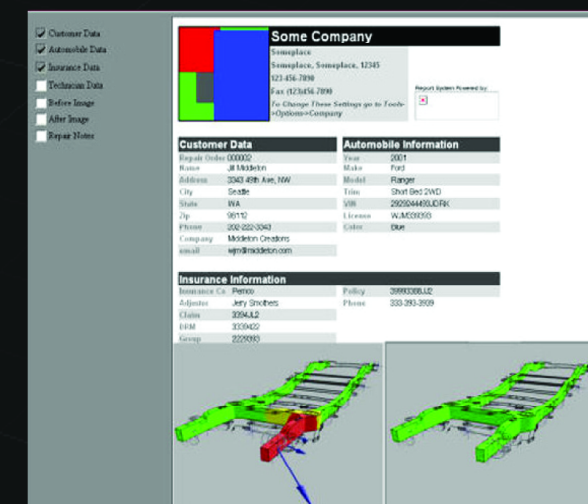 Customer Data
Automobile Data
Insurance Data
Technician Data
Before Image
After Image
Repair Notes
Some Company
Someplace
Someplace, Someplace, 12345
123-456-7890
Fax (123)456-7890
To Change These Settings go to Tools-
>Options->Company
Report System Powered by:
Customer Data
Repair Order 000002
Name Jil Middleton
Address 3343 49th Ave, NW
City Seattle
State WA
Zip 98112
Phone 202-222-3343
Company Middleton Creations
email wjm@middleton.com
Automobile Information
Year 2001
Make Ford
Model Ranger
Trim Short Bed 2WD
VIN
License WJM339393
Color Blue
Insurance Information
Insurance Co Pemco
Adjustor Jerry Smothers
Claim 3394JL2
DRM 3339422
Group 2229393
Policy
Phone 333-393-3939